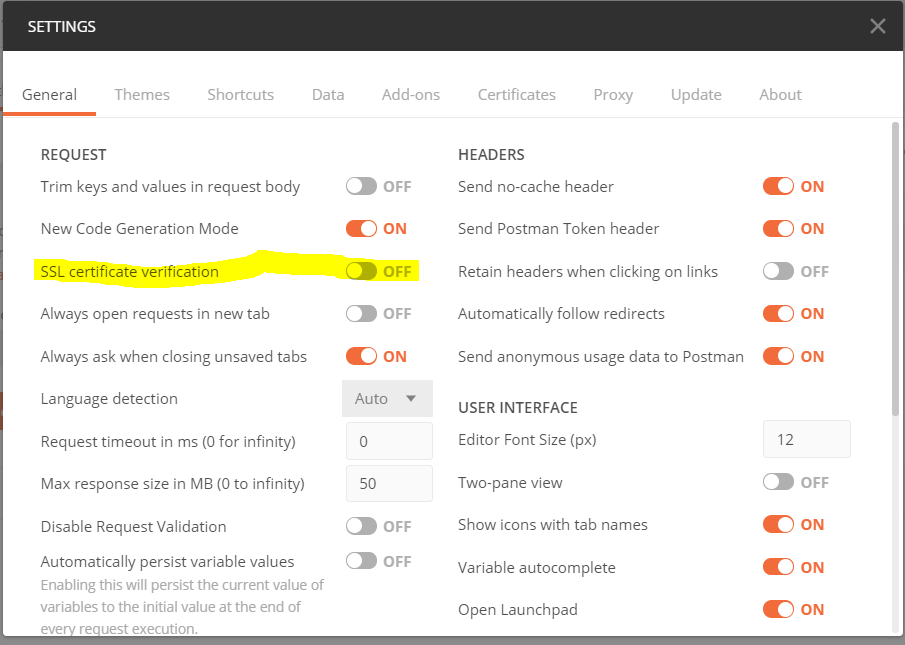 SETTINGS
General Themes Shortcuts Data Add-ons Certificates Proxy Update About
REQUEST
Trim keys and values in request body OFF
New Code Generation Mode ON
SSL certificate verification OFF
Always open requests in new tab OFF
Always ask when closing unsaved tabs ON
Language detection Auto
Request timeout in ms (0 for infinity) 0
Max response size in MB (0 to infinity) 50
Disable Request Validation OFF
Automatically persist variable values OFF
Enabling this will persist the current value of
variables to the initial value at the end of
every request execution.
HEADERS
Send no-cache header ON
Send Postman Token header ON
Retain headers when clicking on links OFF
Automatically follow redirects ON
Send anonymous usage data to Postman ON
USER INTERFACE
Editor Font Size (px) 12
Two-pane view OFF
Show icons with tab names ON
Variable autocomplete ON
Open Launchpad ON